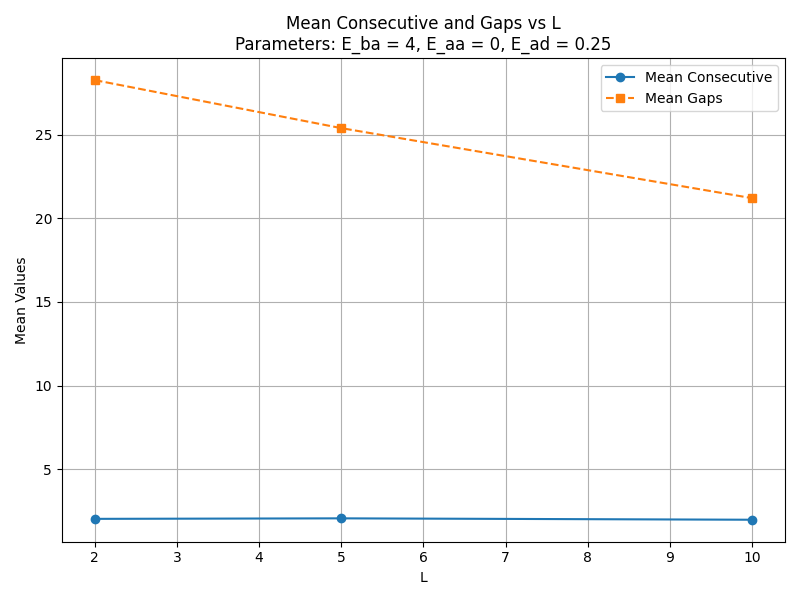 Mean Consecutive and Gaps vs L
Parameters: E_ba = 4, E_aa = 0, E_ad = 0.25
Mean Consecutive
Mean Gaps
25
20
15
10
5
Mean Values
2 3 4 5 6 7 8 9 10
L